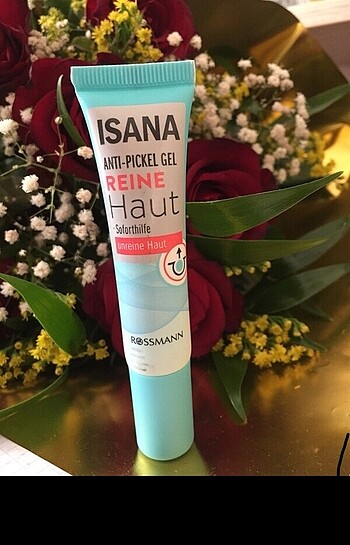 ISANA
ANTI-PICKEL GEL
REINE
Haut
Soforthilfe
unreine Haut
ROSSMANN